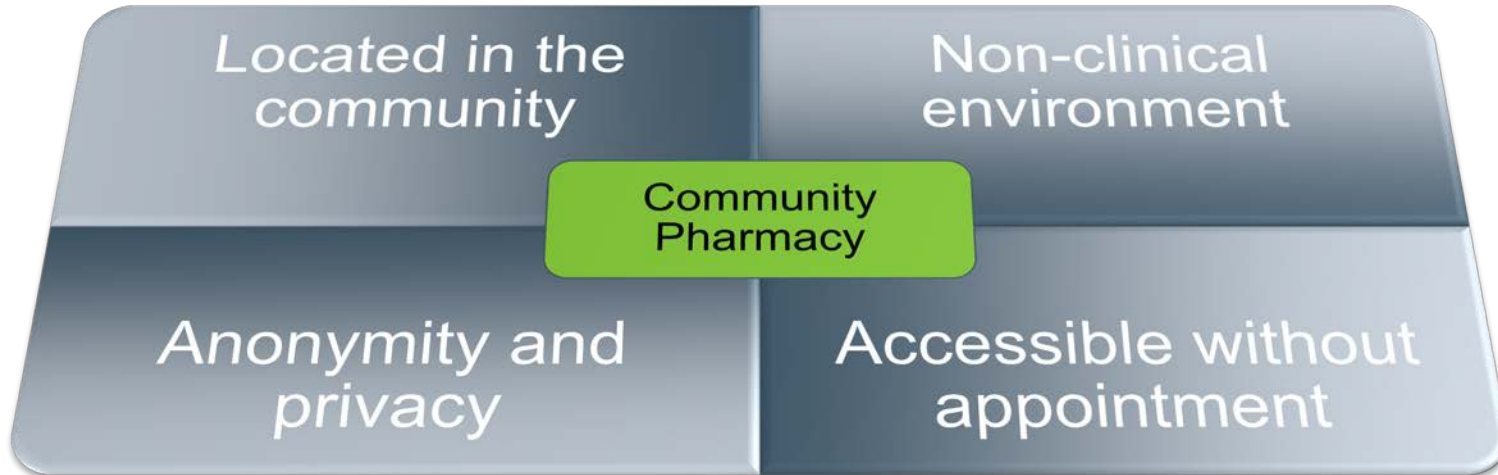 Located in the
community
Non-clinical
environment
Community
Pharmacy
Anonymity and
privacy
Accessible without
appointment